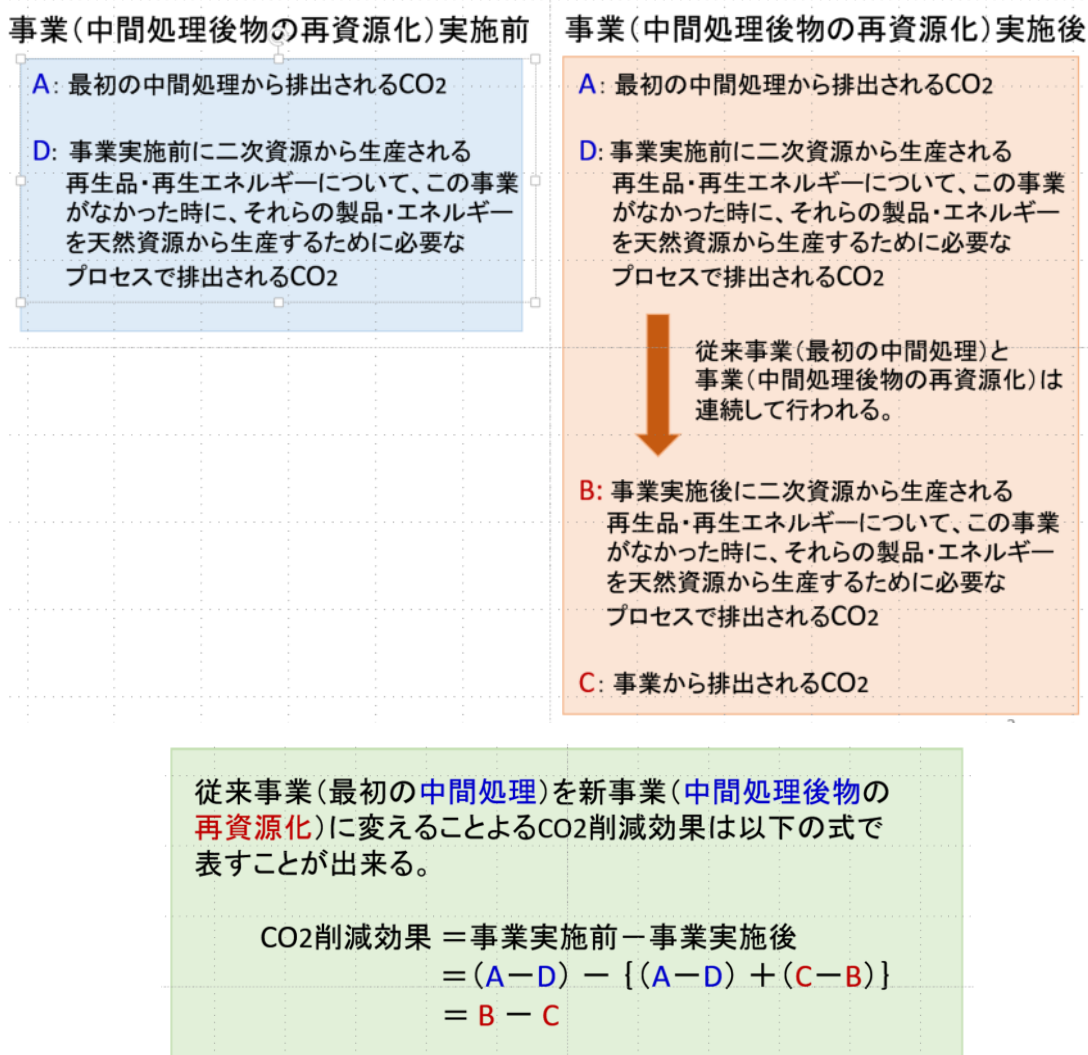 事業(中間処理後物の再資源化)実施前
A: 最初の中間処理から排出されるCO2
D: 事業実施前に二次資源から生産される
再生品・再生エネルギーについて、この事業
がなかった時に、それらの製品・エネルギー
を天然資源から生産するために必要な
プロセスで排出されるCO2
事業(中間処理後物の再資源化)実施後
A: 最初の中間処理から排出されるCO2
D: 事業実施前に二次資源から生産される
再生品・再生エネルギーについて、この事業
がなかった時に、それらの製品・エネルギー
を天然資源から生産するために必要な
プロセスで排出されるCO2
従来事業(最初の中間処理)と
事業(中間処理後物の再資源化)は
連続して行われる。
B: 事業実施後に二次資源から生産される
再生品・再生エネルギーについて、この事業
がなかった時に、それらの製品・エネルギー
を天然資源から生産するために必要な
プロセスで排出されるCO2
C: 事業から排出されるCO2
従来事業(最初の中間処理)を新事業(中間処理後物の
再資源化)に変えることよるCO2削減効果は以下の式で
表すことが出来る。
CO2削減効果 =事業実施前-事業実施後
=(A-D) - {(A-D) +(C-B)}
= B - C